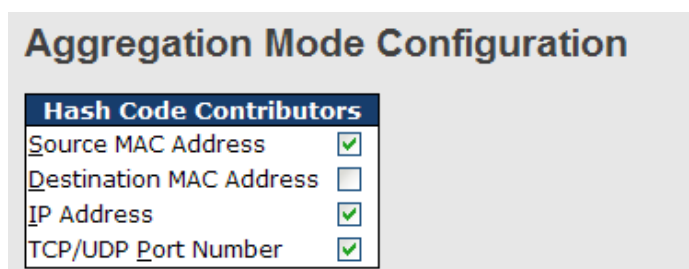 Aggregation Mode Configuration
Hash Code Contributors
Source MAC Address
Destination MAC Address
IP Address
TCP/UDP Port Number